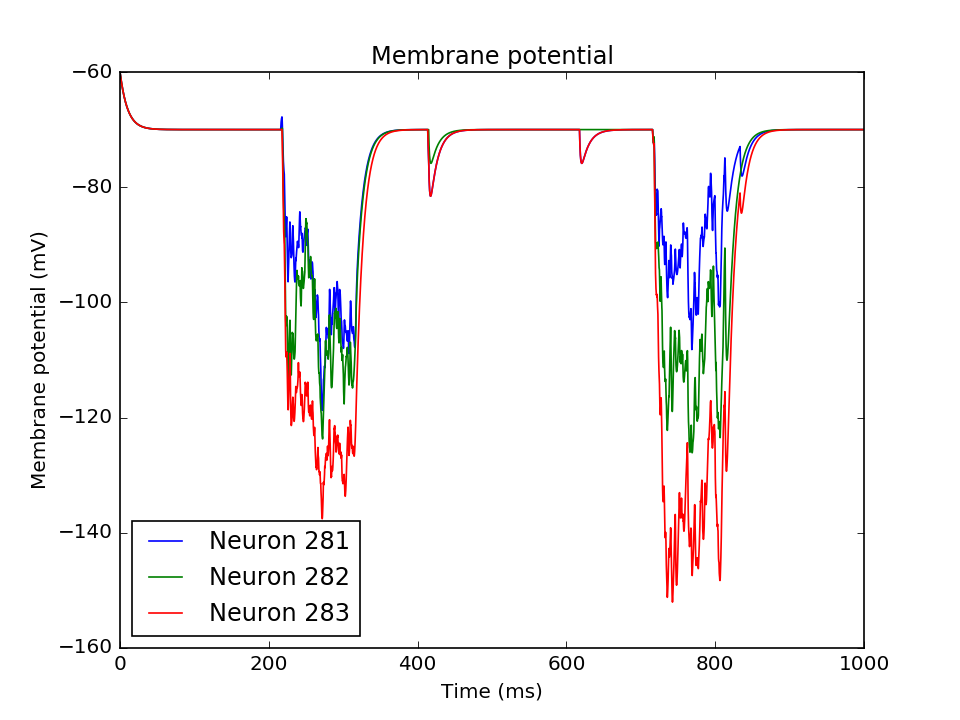 Membrane potential
−60
−80
−100
−120
−140
−160
Membrane potential (mV)
Neuron 281
Neuron 282
Neuron 283
0 200 400 600 800 1000
Time (ms)